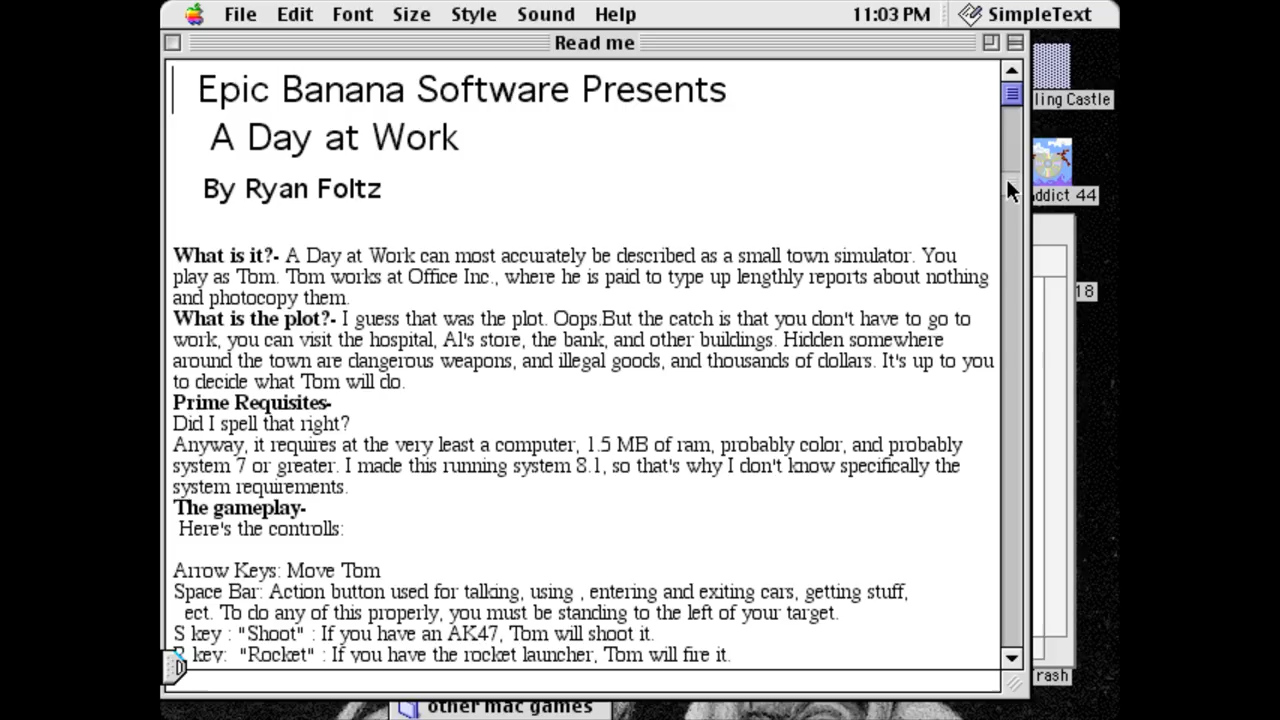 File Edit Font Size Style Sound Help 11:03 PM SimpleText
Read me
Epic Banana Software Presents
A Day at Work
By Ryan Foltz
What is it?- A Day at Work can most accurately be described as a small town simulator. You
play as Tom. Tom works at Office Inc., where he is paid to type up lengthly reports about nothing
and photocopy them.
What is the plot?- I guess that was the plot. Oops.But the catch is that you don't have to go to
work, you can visit the hospital, Al's store, the bank, and other buildings. Hidden somewhere
around the town are dangerous weapons, and illegal goods, and thousands of dollars. It's up to you
to decide what Tom will do.
Prime Requisites-
Did I spell that right?
Anyway, it requires at the very least a computer, 1.5 MB of ram, probably color, and probably
system 7 or greater. I made this running system 8.1, so that's why I don't know specifically the
system requirements.
The gameplay-
Here's the controlls:
Arrow Keys: Move Tom
Space Bar: Action button used for talking, using , entering and exiting cars, getting stuff,
ect. To do any of this properly, you must be standing to the left of your target.
S key : "Shoot" : If you have an AK47, Tom will shoot it.
R key: "Rocket" : If you have the rocket launcher, Tom will fire it.
ling Castle
addict 44
18
rash
other mac games